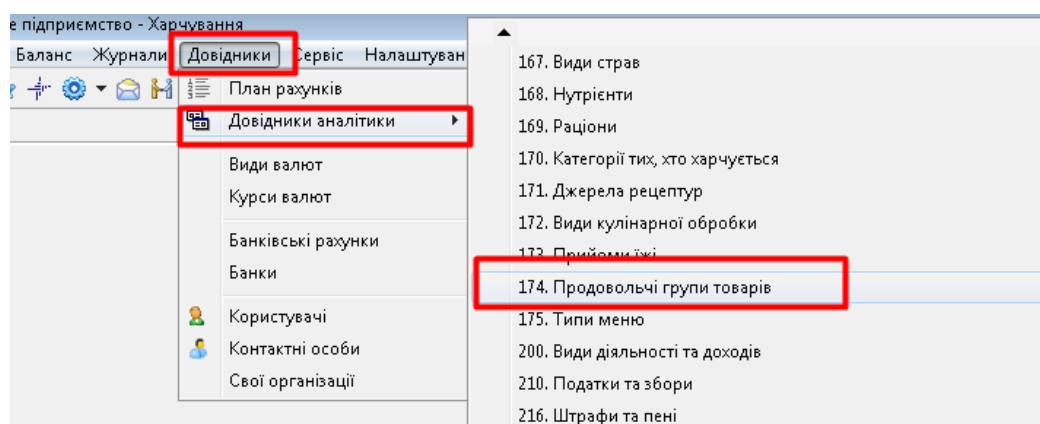 е підприємство - Харчування
Баланс Журнали Довідники Сервіс Налаштуван
План рахунків
Довідники аналітики
Види валют
Курси валют
Банківські рахунки
Банки
Користувачі
Контактні особи
Свої організації
167. Види страв
168. Нутрієнти
169. Раціони
170. Категорії тих, хто харчується
171. Джерела рецептур
172. Види кулінарної обробки
173. Прийоми їжі
174. Продовольчі групи товарів
175. Типи меню
200. Види діяльності та доходів
210. Податки та збори
216. Штрафи та пені